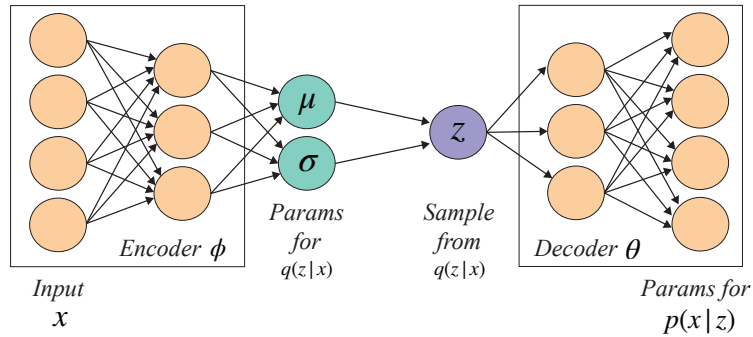 μ
σ
z
Encoder ϕ
Params
for
q(z|x)
Sample
from
q(z|x)
Decoder θ
Input
x
Params for
p(x|z)